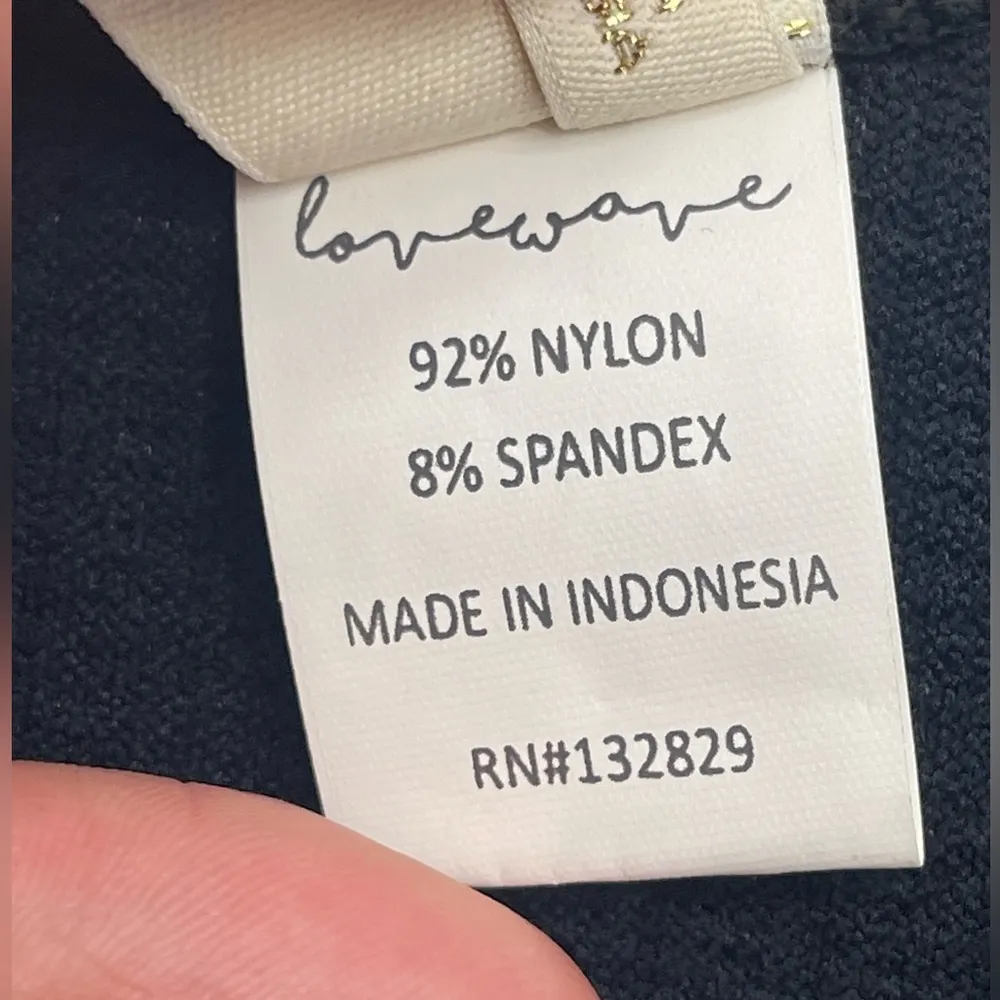 lovewave
92% NYLON
8% SPANDEX
MADE IN INDONESIA
RN#132829